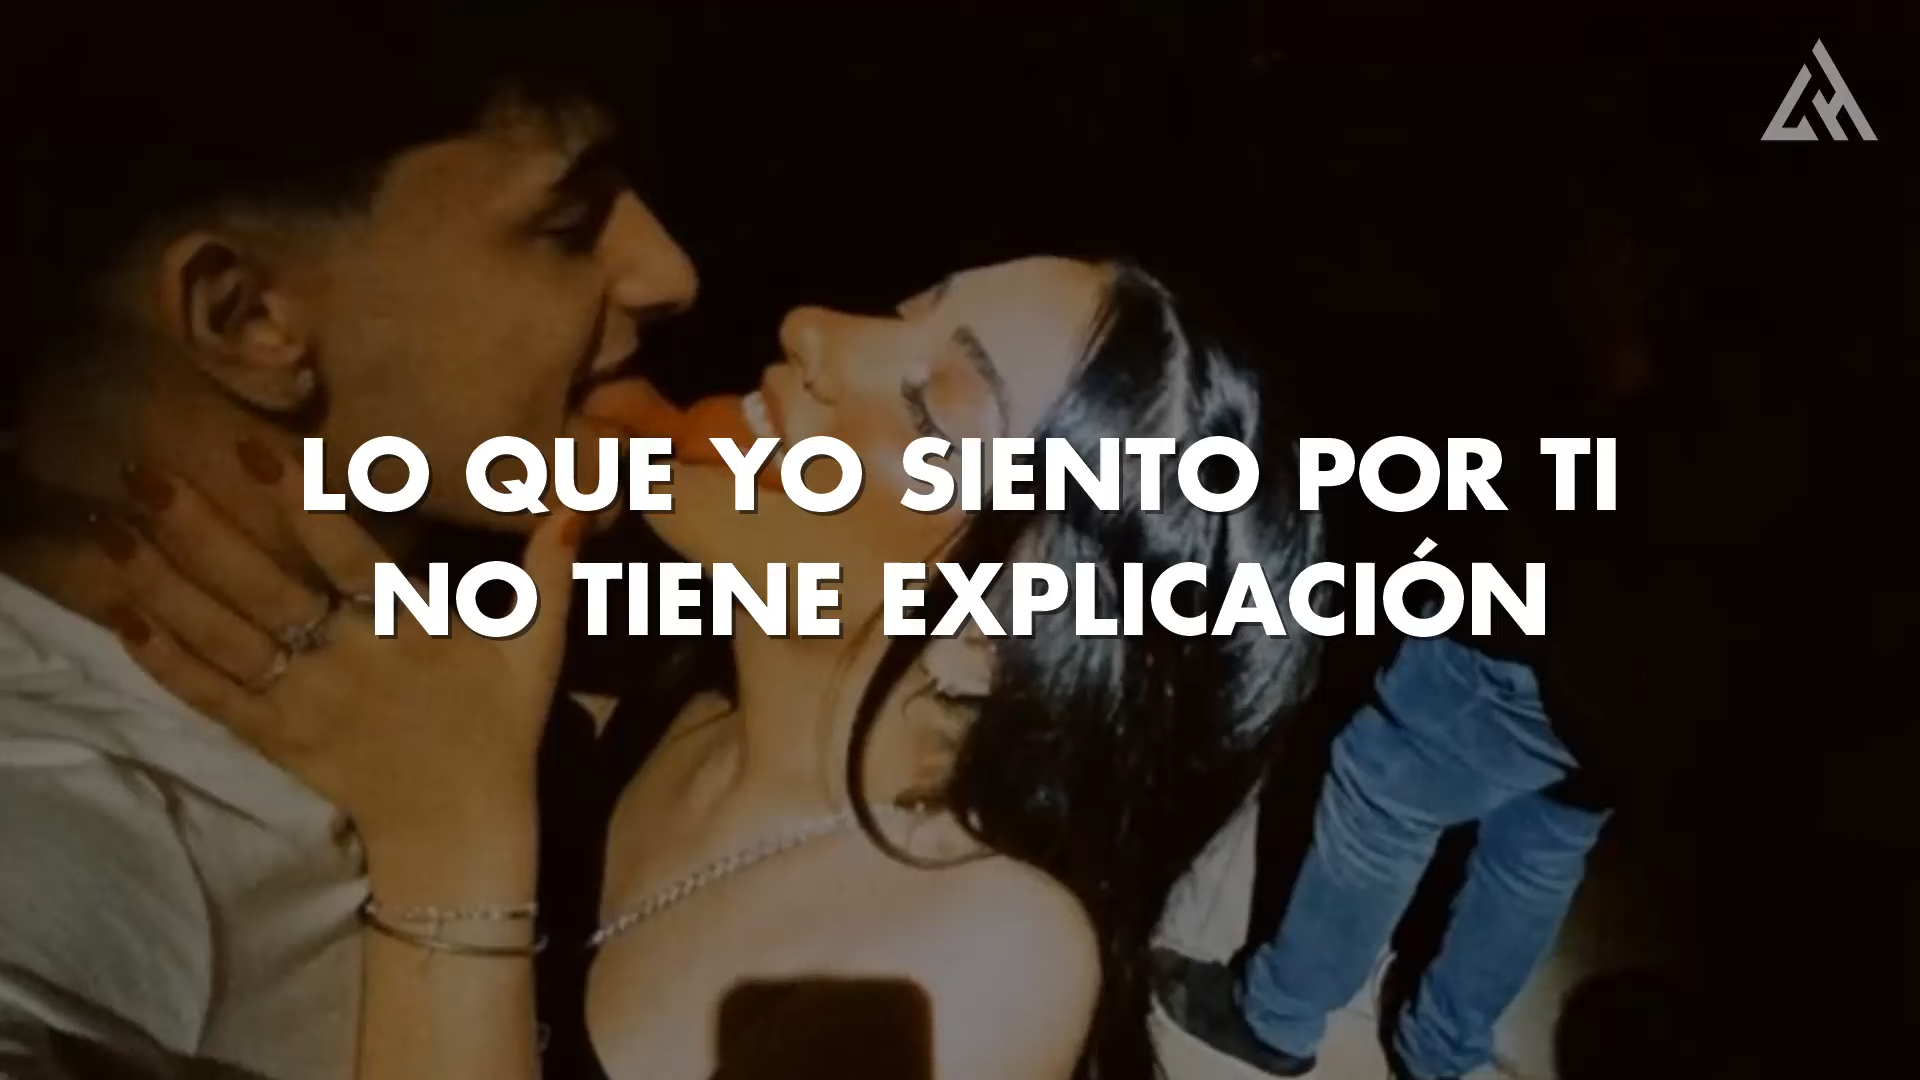 LO QUE YO SIENTO POR TI
NO TIENE EXPLICACIÓN